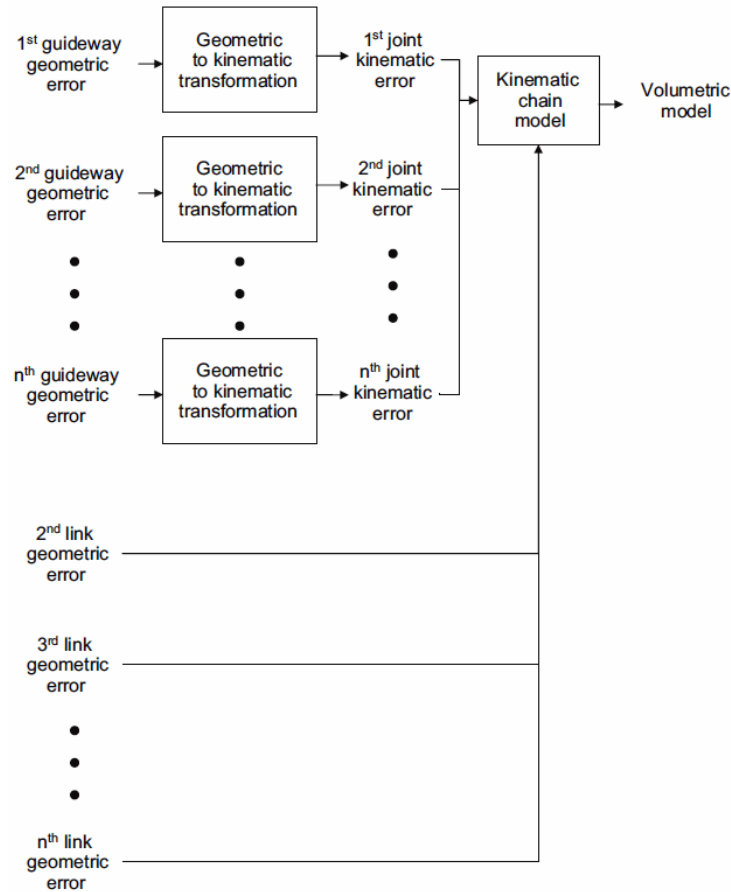 1st guideway
geometric
error
Geometric
to kinematic
transformation
1st joint
kinematic
error
Kinematic
chain
model
Volumetric
model
2nd guideway
geometric
error
Geometric
to kinematic
transformation
2nd joint
kinematic
error
nth guideway
geometric
error
Geometric
to kinematic
transformation
nth joint
kinematic
error
2nd link
geometric
error
3rd link
geometric
error
nth link
geometric
error